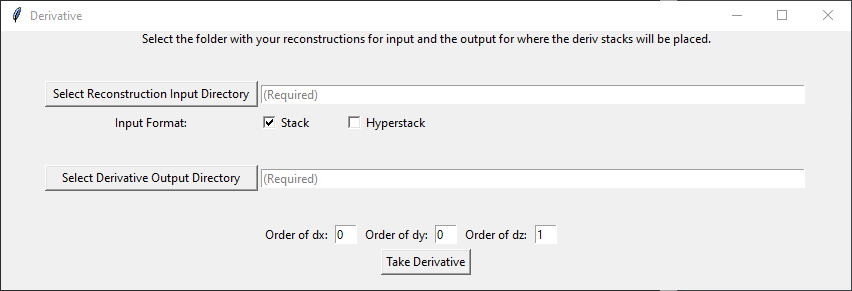 Derivative
Select the folder with your reconstructions for input and the output for where the deriv stacks will be placed.
Select Reconstruction Input Directory (Required)
Input Format: Stack Hyperstack
Select Derivative Output Directory (Required)
Order of dx: 0 Order of dy: 0 Order of dz: 1
Take Derivative